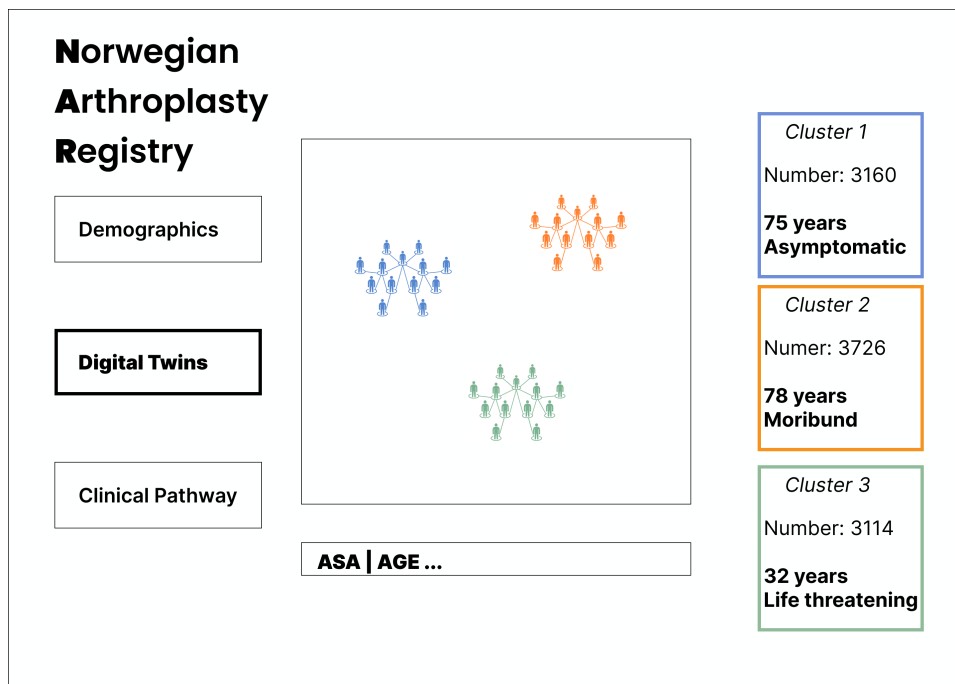 Norwegian
Arthroplasty
Registry
Demographics
Digital Twins
Clinical Pathway
ASA | AGE ...
Cluster 1
Number: 3160
75 years
Asymptomatic
Cluster 2
Numer: 3726
78 years
Moribund
Cluster 3
Number: 3114
32 years
Life threatening